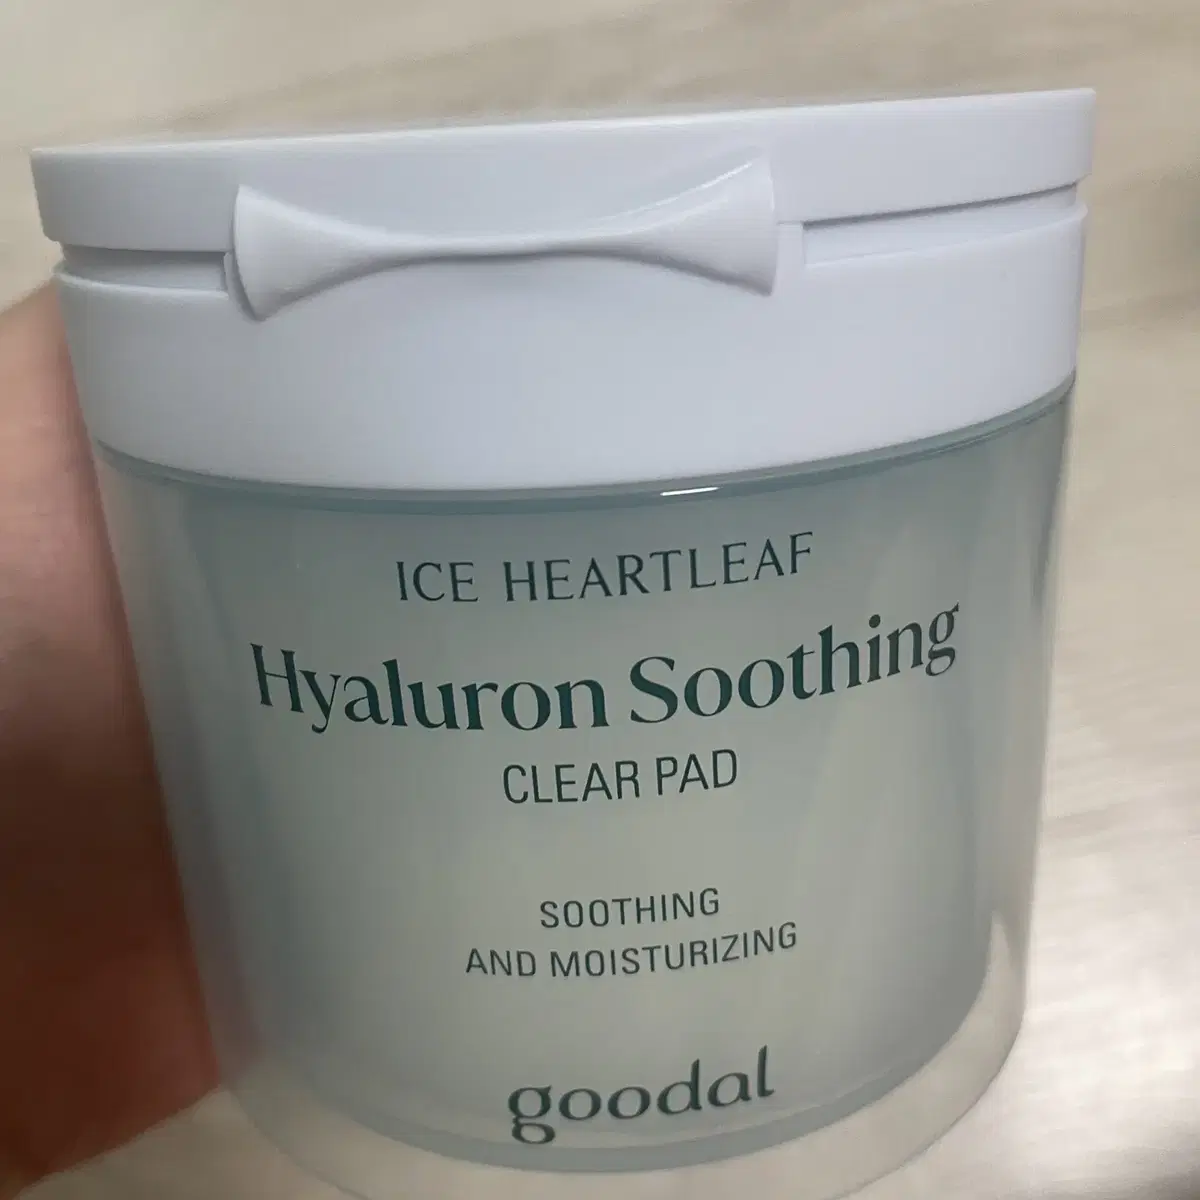 ICE HEARTLEAF
Hyaluron Soothing
CLEAR PAD
SOOTHING
AND MOISTURIZING
goodal